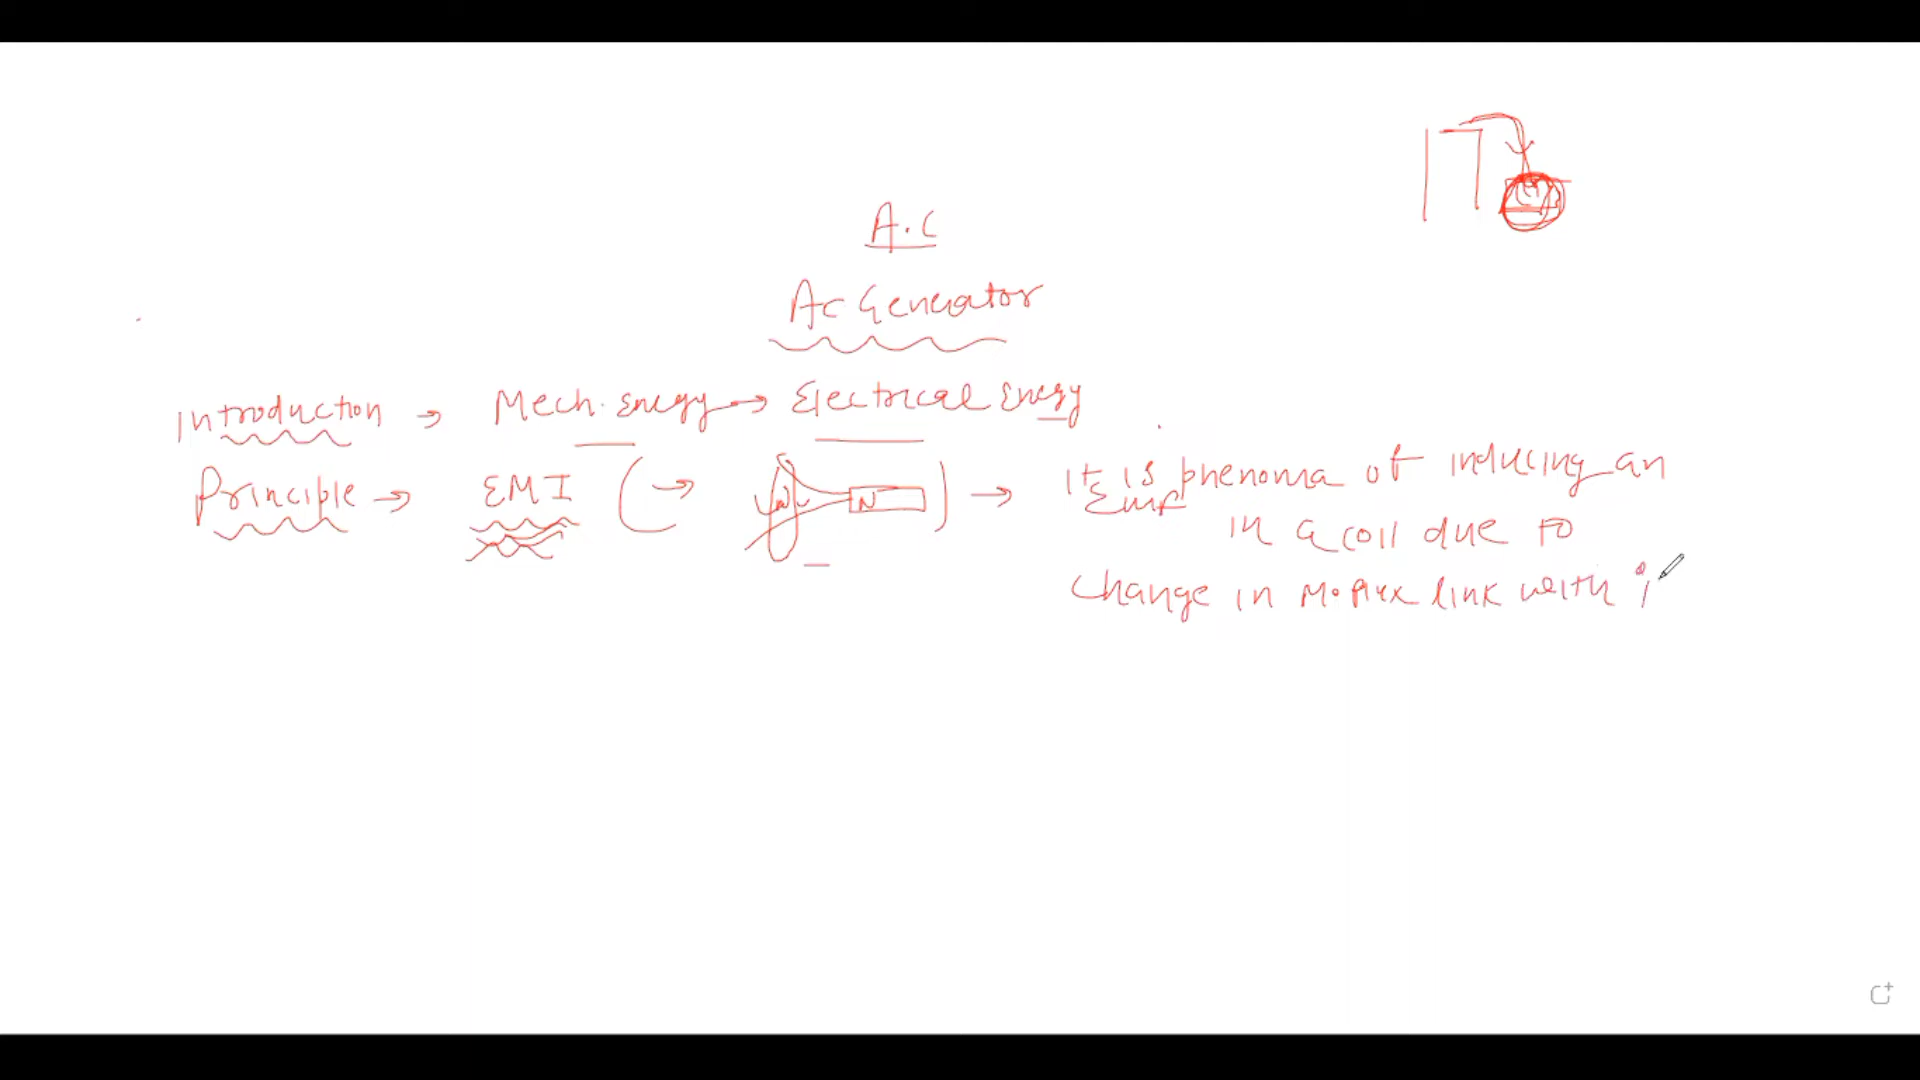 A.C
Ac Generator
Introduction → Mech. Energy → Electrical Energy
Principle → EMI ( → N ) → It is phenoma of inducing an
Emf in a coil due to
change in M. flux link with i